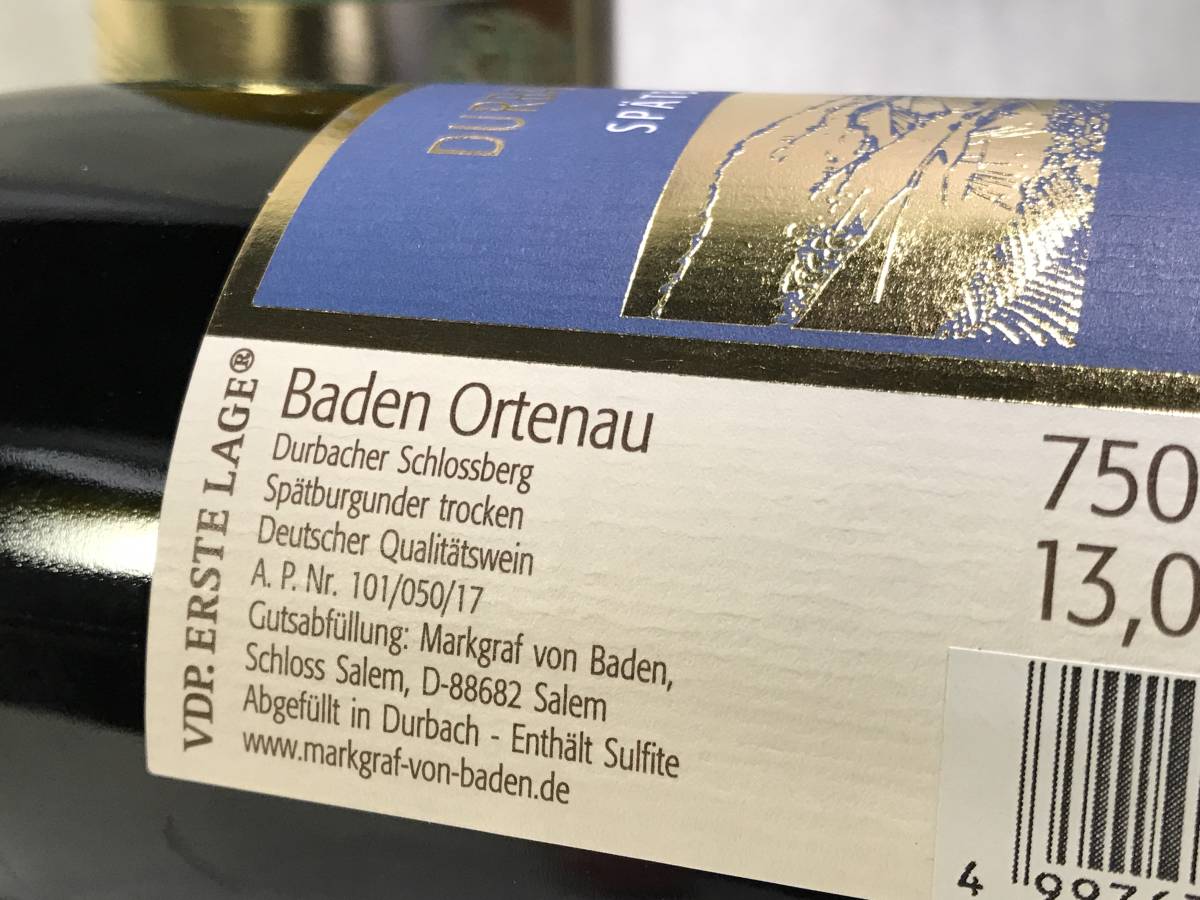 VDP. ERSTE LAGE®
Baden Ortenau
Durbacher Schlossberg
Spätburgunder trocken
Deutscher Qualitätswein
A. P. Nr. 101/050/17
Gutsabfüllung: Markgraf von Baden,
Schloss Salem, D-88682 Salem
Abgefüllt in Durbach - Enthält Sulfite
www.markgraf-von-baden.de
750
13,0
4